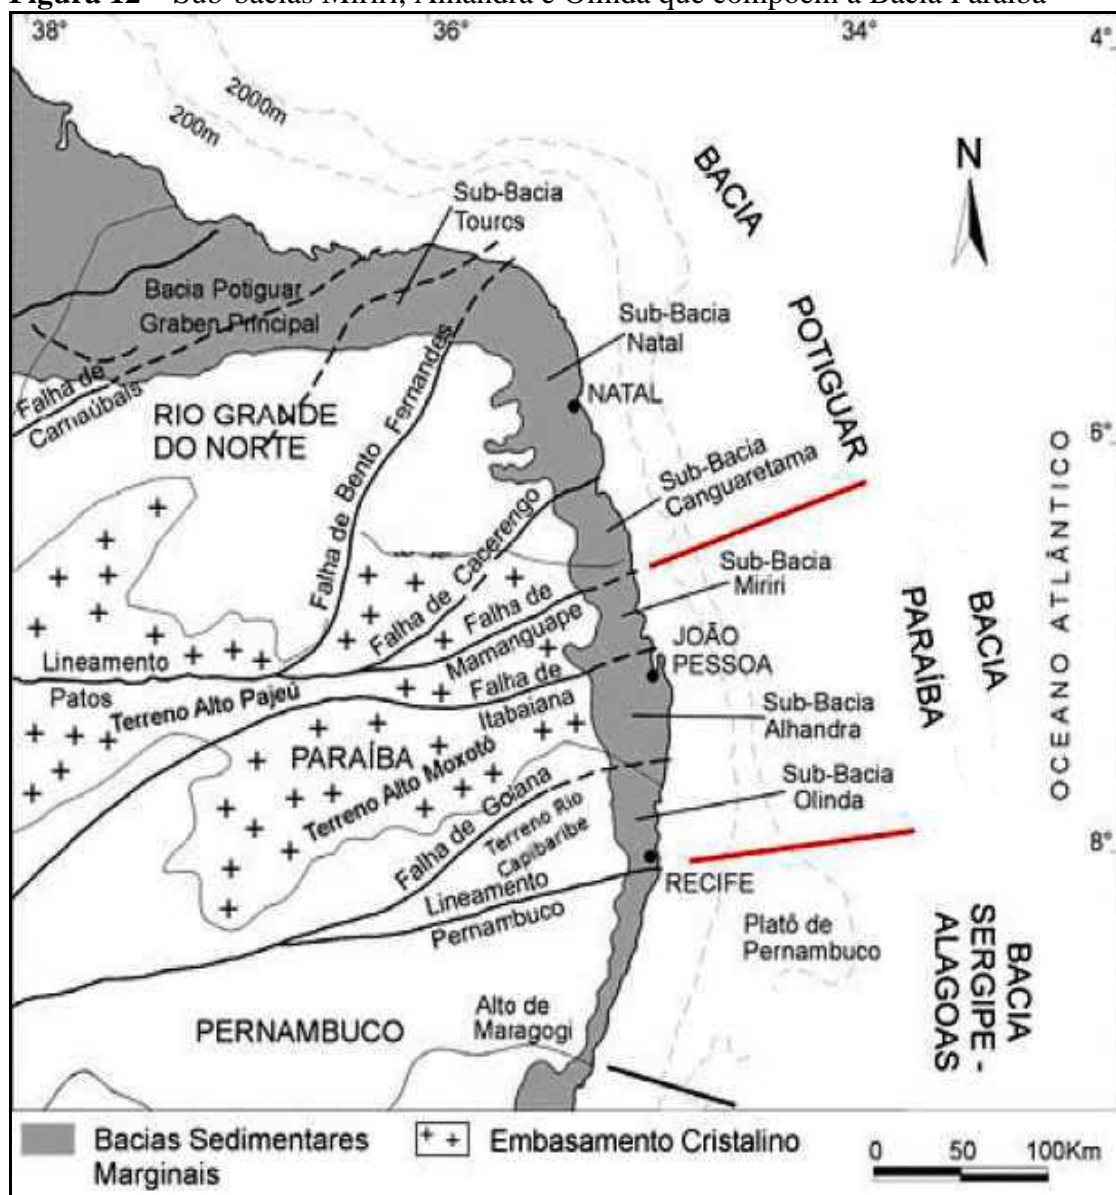 Figura 12 – Sub-bacias Miriri, Alhandra e Olinda que compõem a Bacia Paraíba
38°
36°
34°
4°
2000m
200m
BACIA
N
Sub-Bacia
Touros
Bacia Potiguar
Graben Principal
Sub-Bacia
Natal
POTIGUAR
NATAL
Falha de
Carnaúbais
RIO GRANDE
DO NORTE
Falha de Bento Fernandes
6°
Sub-Bacia
Canguaretama
OCEANO ATLÂNTICO
Falha de Cacerengo
Sub-Bacia
Miriri
Falha de
Mamanguape
BACIA
PARAÍBA
JOÃO
PESSOA
Lineamento
Patos
Terreno Alto Pajeú
Falha de
Itabaiana
Sub-Bacia
Alhandra
PARAÍBA
Terreno Alto Moxotó
Sub-Bacia
Olinda
Falha de Goiana
Terreno Rio
Capibaribe
8°
RECIFE
Lineamento
Pernambuco
Platô de
Pernambuco
BACIA
SERGIPE -
ALAGOAS
PERNAMBUCO
Alto de
Maragogi
Bacias Sedimentares
Marginais
Embasamento Cristalino
0 50 100Km